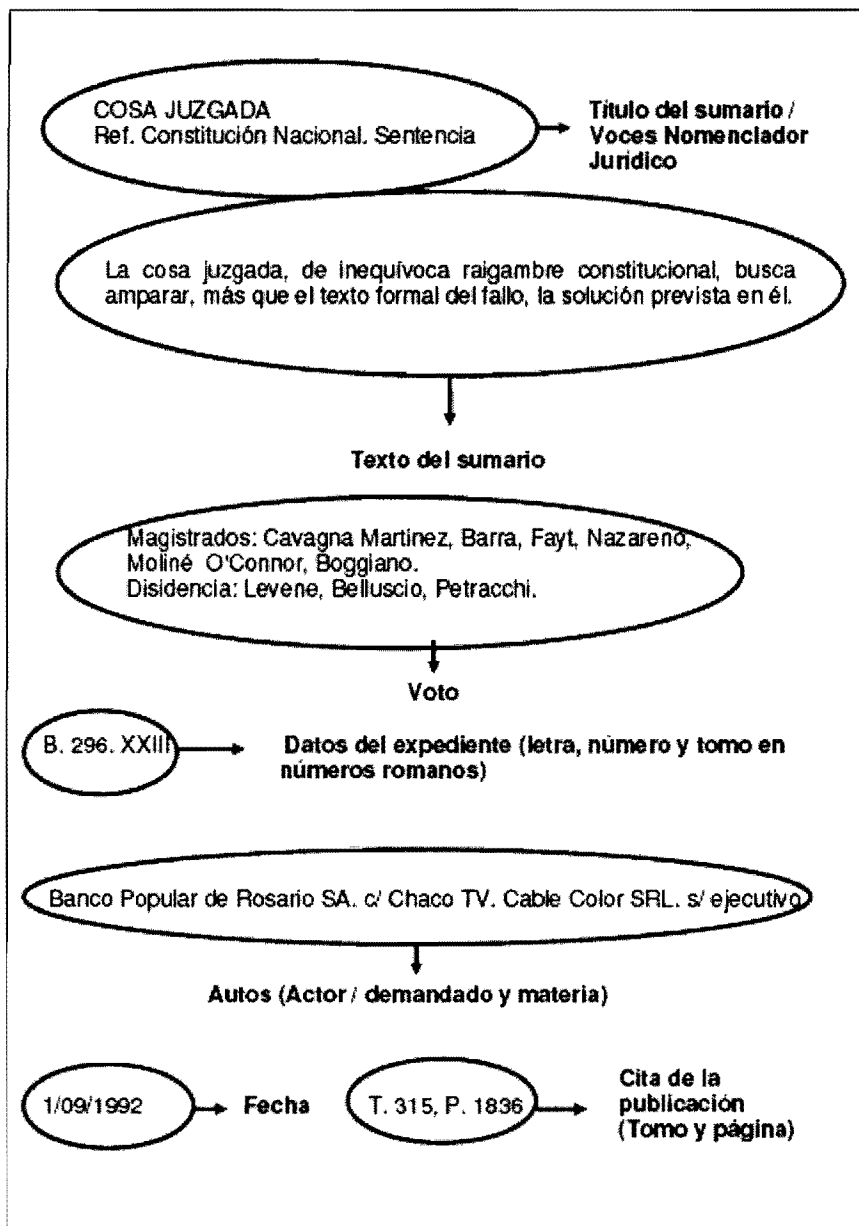 COSA JUZGADA
Ref. Constitución Nacional. Sentencia
Título del sumario /
Voces Nomenclador
Jurídico
La cosa juzgada, de inequívoca raigambre constitucional, busca
amparar, más que el texto formal del fallo, la solución prevista en él.
Texto del sumario
Magistrados: Cavagna Martínez, Barra, Fayt, Nazareno,
Moliné O'Connor, Boggiano.
Disidencia: Levene, Belluscio, Petracchi.
Voto
B. 296. XXIII
Datos del expediente (letra, número y tomo en
números romanos)
Banco Popular de Rosario SA. c/ Chaco TV. Cable Color SRL. s/ ejecutivo
Autos (Actor / demandado y materia)
1/09/1992
Fecha
T. 315, P. 1836
Cita de la
publicación
(Tomo y página)